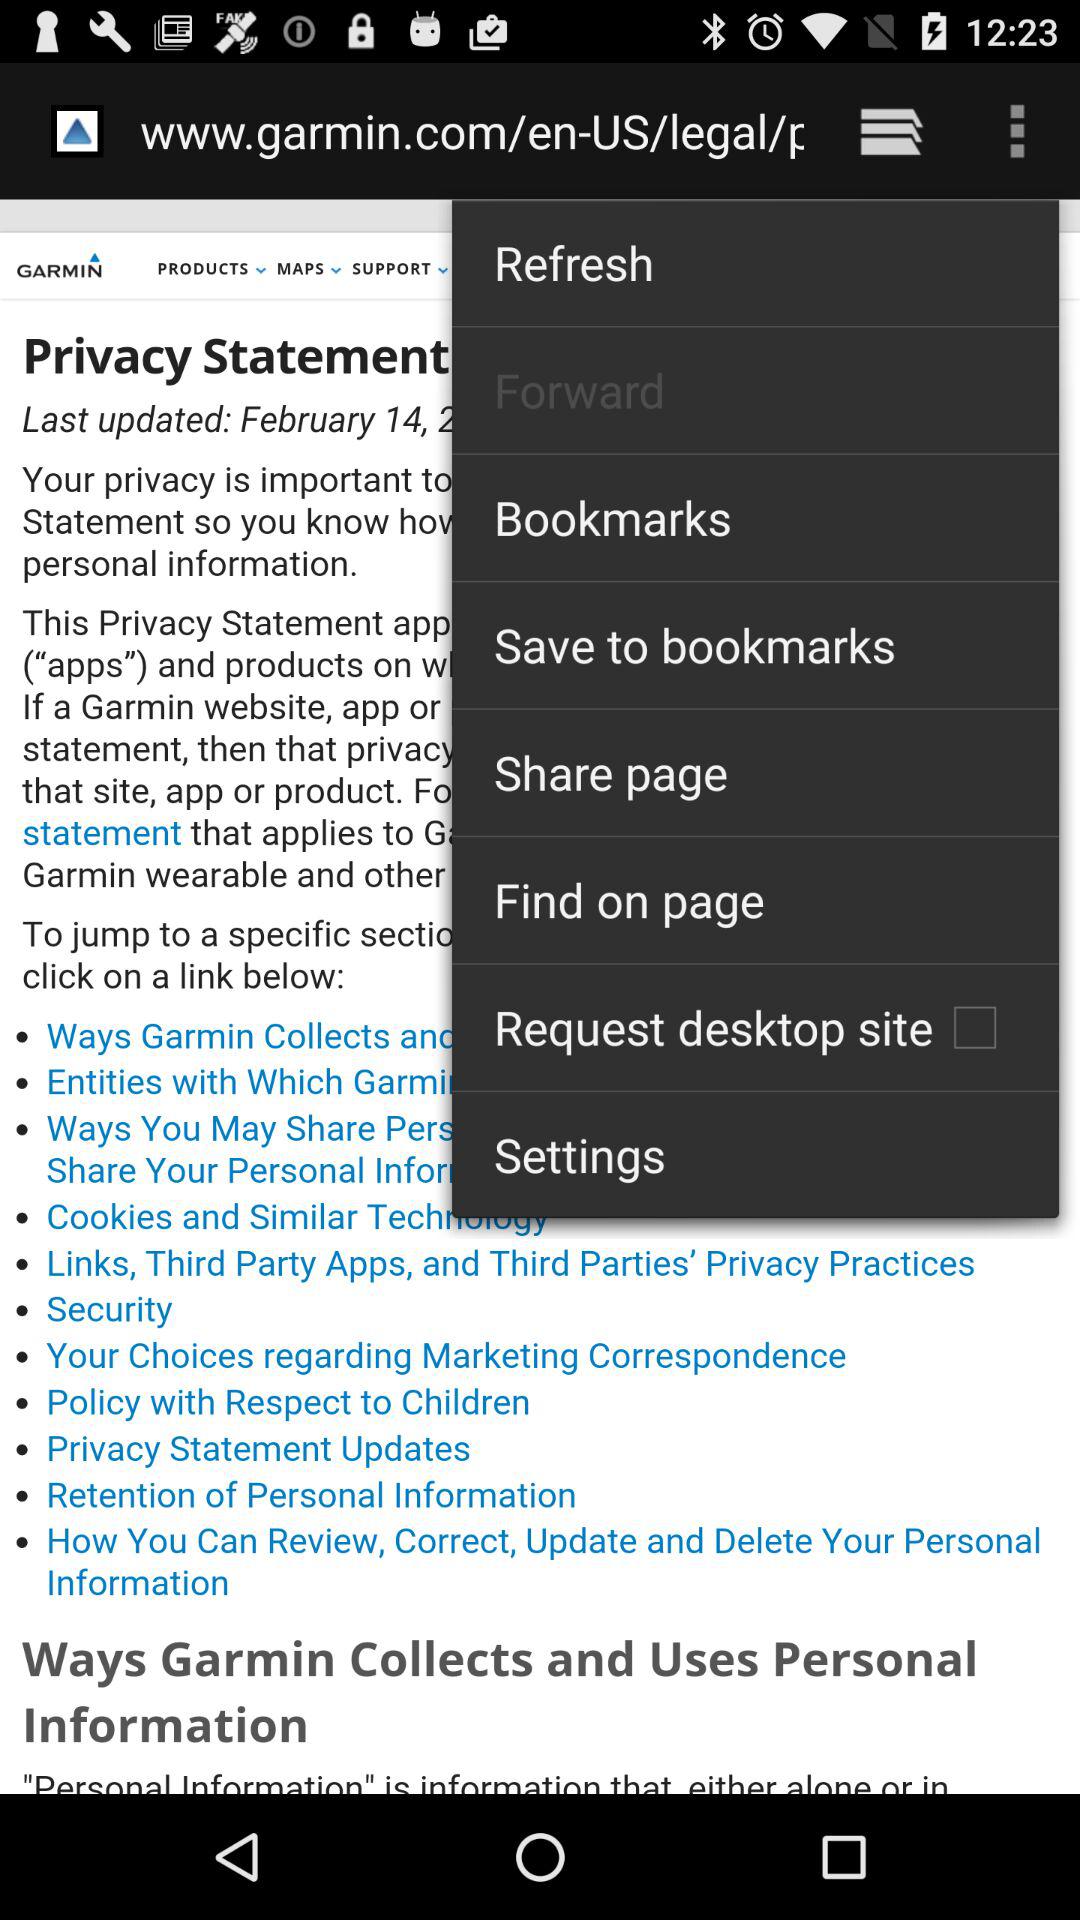 FAKE
12:23
www.garmin.com/en-US/legal/p
GARMIN PRODUCTS MAPS SUPPORT
Refresh
Forward
Bookmarks
Save to bookmarks
Share page
Find on page
Request desktop site
Settings
Privacy Statement
Last updated: February 14, 2
Your privacy is important to
Statement so you know how
personal information.
This Privacy Statement app
(“apps”) and products on wh
If a Garmin website, app or
statement, then that privacy
that site, app or product. Fo
statement that applies to Ga
Garmin wearable and other
To jump to a specific sectio
click on a link below:
• Ways Garmin Collects and
• Entities with Which Garmin
• Ways You May Share Pers
Share Your Personal Infor
• Cookies and Similar Technology
• Links, Third Party Apps, and Third Parties’ Privacy Practices
• Security
• Your Choices regarding Marketing Correspondence
• Policy with Respect to Children
• Privacy Statement Updates
• Retention of Personal Information
• How You Can Review, Correct, Update and Delete Your Personal
Information
Ways Garmin Collects and Uses Personal
Information
"Personal Information" is information that, either alone or in